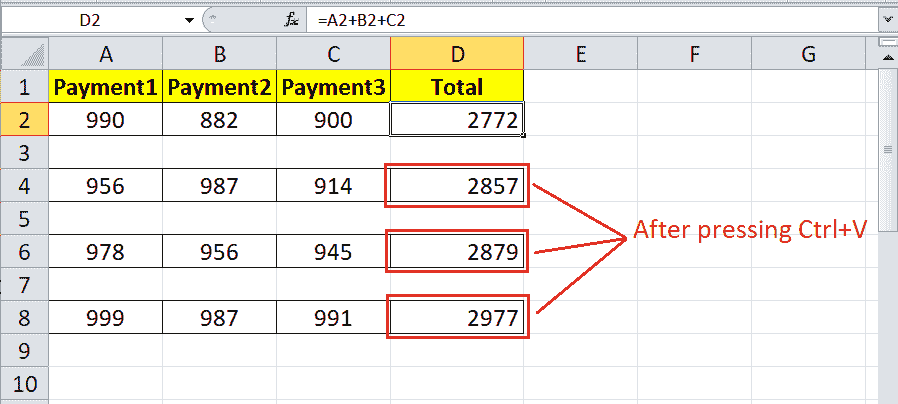 D2 fx =A2+B2+C2
A B C D E F G
1 Payment1 Payment2 Payment3 Total
2 990 882 900 2772
3
4 956 987 914 2857
5
After pressing Ctrl+V
6 978 956 945 2879
7
8 999 987 991 2977
9
10